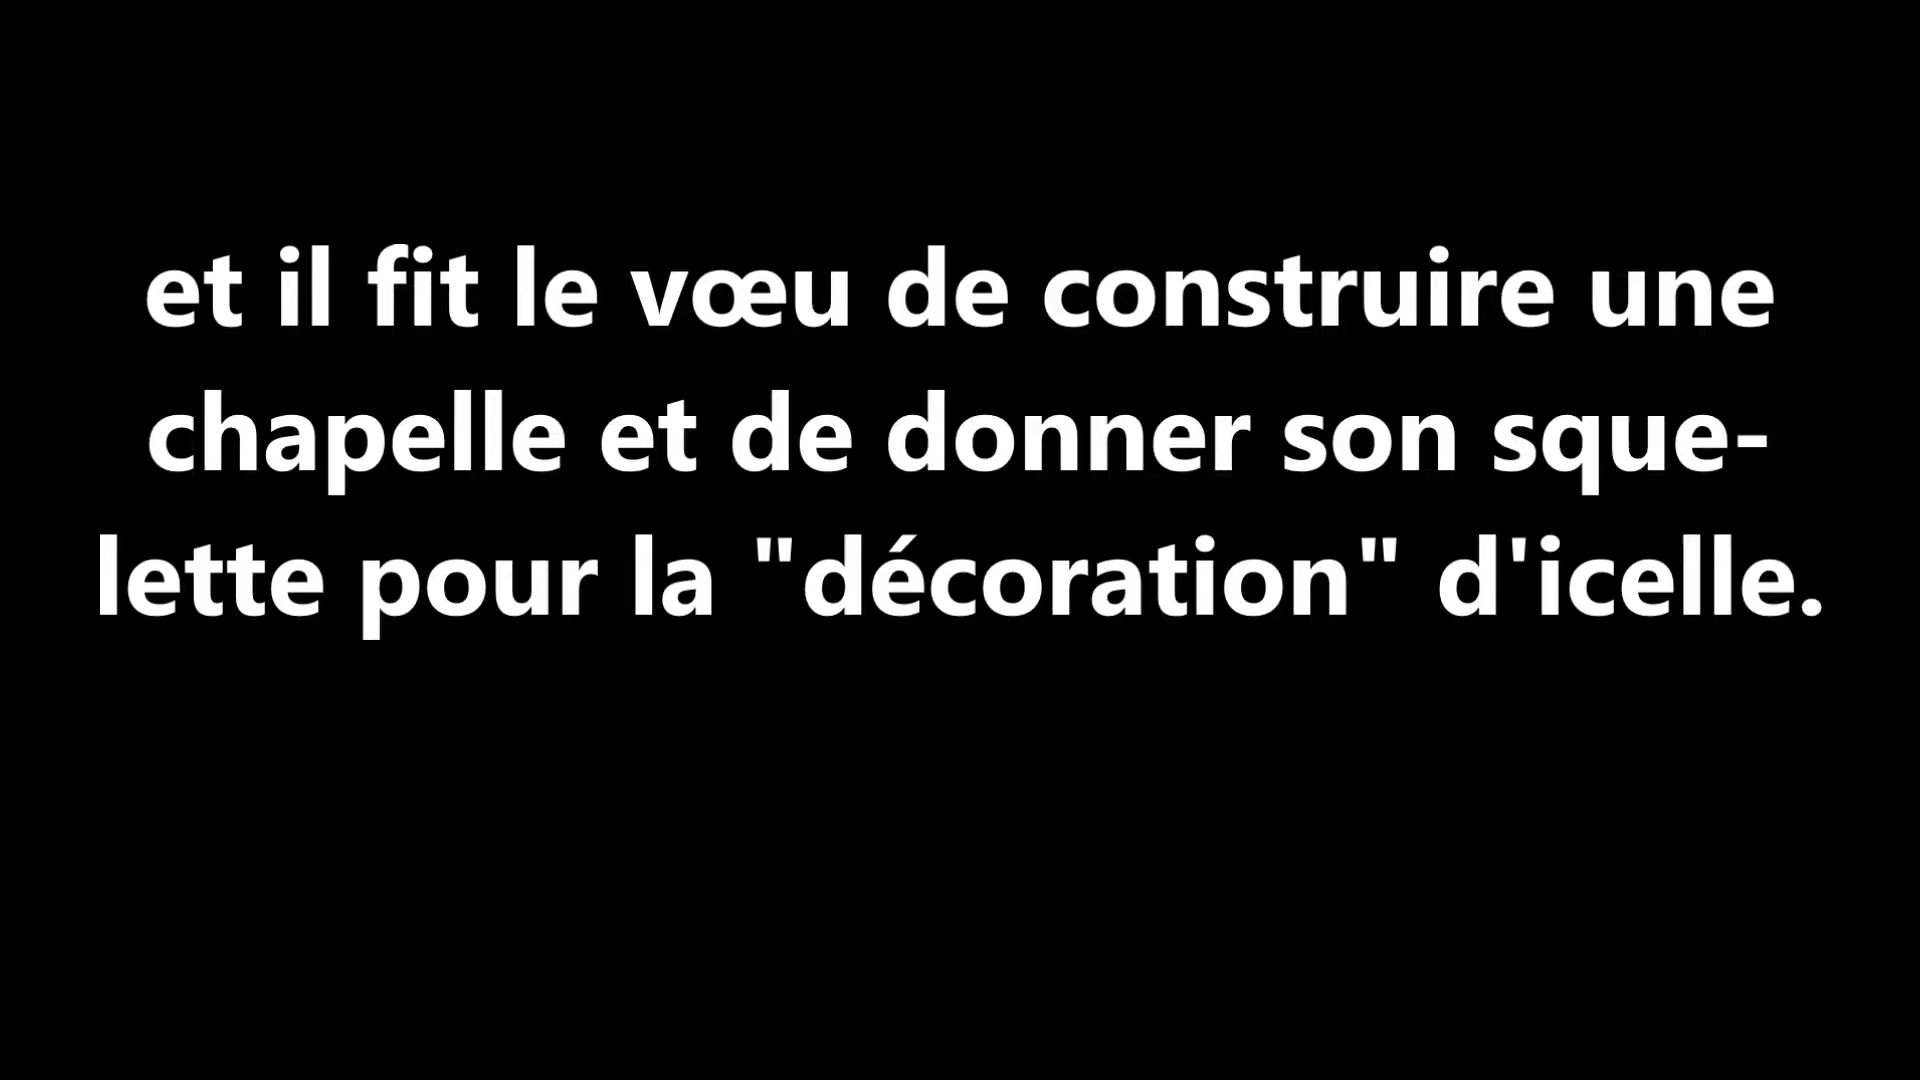 et il fit le vœu de construire une
chapelle et de donner son sque-
lette pour la "décoration" d'icelle.